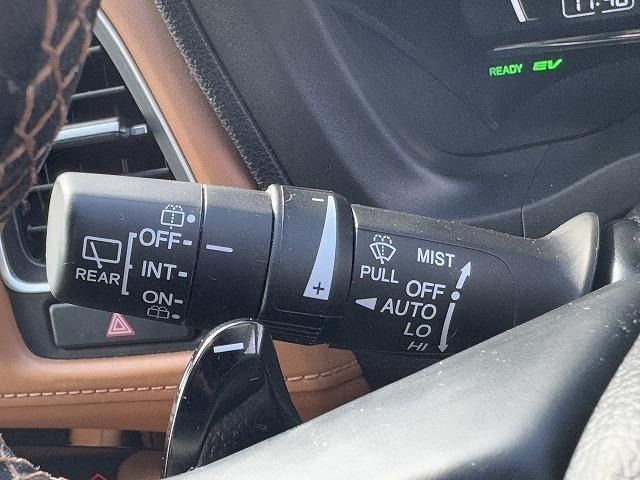 READY EV
OFF
INT
ON
REAR
−
+
PULL
MIST
OFF
AUTO
LO
HI
−